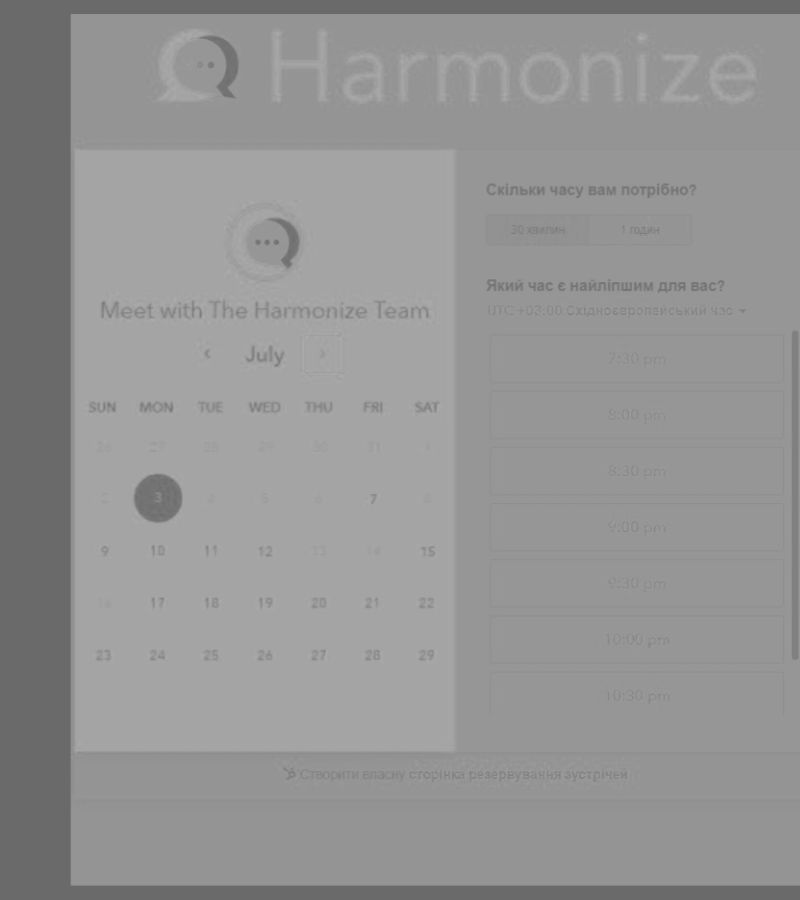 Harmonize
Meet with The Harmonize Team
‹ July ›
SUN MON TUE WED THU FRI SAT
26 27 28 29 30 31 1
2 3 4 5 6 7 8
9 10 11 12 13 14 15
16 17 18 19 20 21 22
23 24 25 26 27 28 29
Скільки часу вам потрібно?
30 хвилин 1 годин
Який час є найліпшим для вас?
UTC +03:00 Східноєвропейський час
7:30 pm
8:00 pm
8:30 pm
9:00 pm
9:30 pm
10:00 pm
10:30 pm
Створити власну сторінка резервування зустрічей